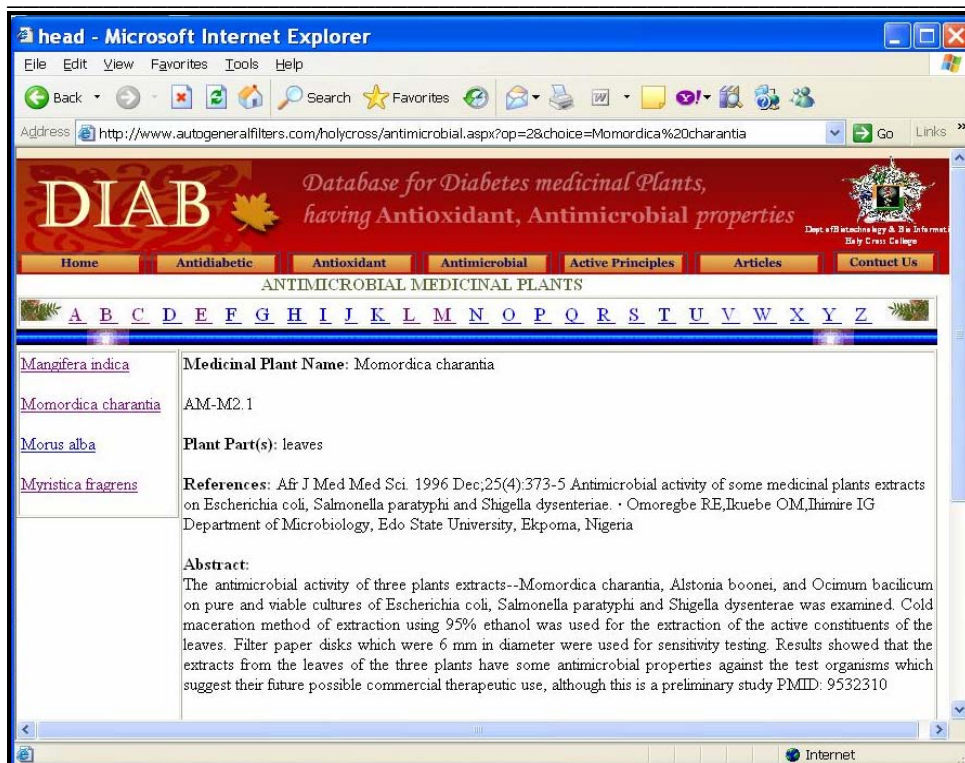 head - Microsoft Internet Explorer
File Edit View Favorites Tools Help
Back Search Favorites
Address http://www.autogeneralfilters.com/holycross/antimicrobial.aspx?op=2&choice=Momordica%20charantia Go Links »
DIAB
Database for Diabetes medicinal Plants,
having Antioxidant, Antimicrobial properties
Holy Cross College
Home Antidiabetic Antioxidant Antimicrobial Active Principles Articles Contuct Us
ANTIMICROBIAL MEDICINAL PLANTS
A B C D E F G H I J K L M N O P Q R S T U V W X Y Z
Mangifera indica
Momordica charantia
Morus alba
Myristica fragrens
Medicinal Plant Name: Momordica charantia
AM-M2.1
Plant Part(s): leaves
References: Afr J Med Med Sci. 1996 Dec;25(4):373-5 Antimicrobial activity of some medicinal plants extracts
on Escherichia coli, Salmonella paratyphi and Shigella dysenteriae. · Omoregbe RE,Ikuebe OM,Ihimire IG
Department of Microbiology, Edo State University, Ekpoma, Nigeria
Abstract:
The antimicrobial activity of three plants extracts--Momordica charantia, Alstonia boonei, and Ocimum bacilicum
on pure and viable cultures of Escherichia coli, Salmonella paratyphi and Shigella dysenterae was examined. Cold
maceration method of extraction using 95% ethanol was used for the extraction of the active constituents of the
leaves. Filter paper disks which were 6 mm in diameter were used for sensitivity testing. Results showed that the
extracts from the leaves of the three plants have some antimicrobial properties against the test organisms which
suggest their future possible commercial therapeutic use, although this is a preliminary study PMID: 9532310
Internet